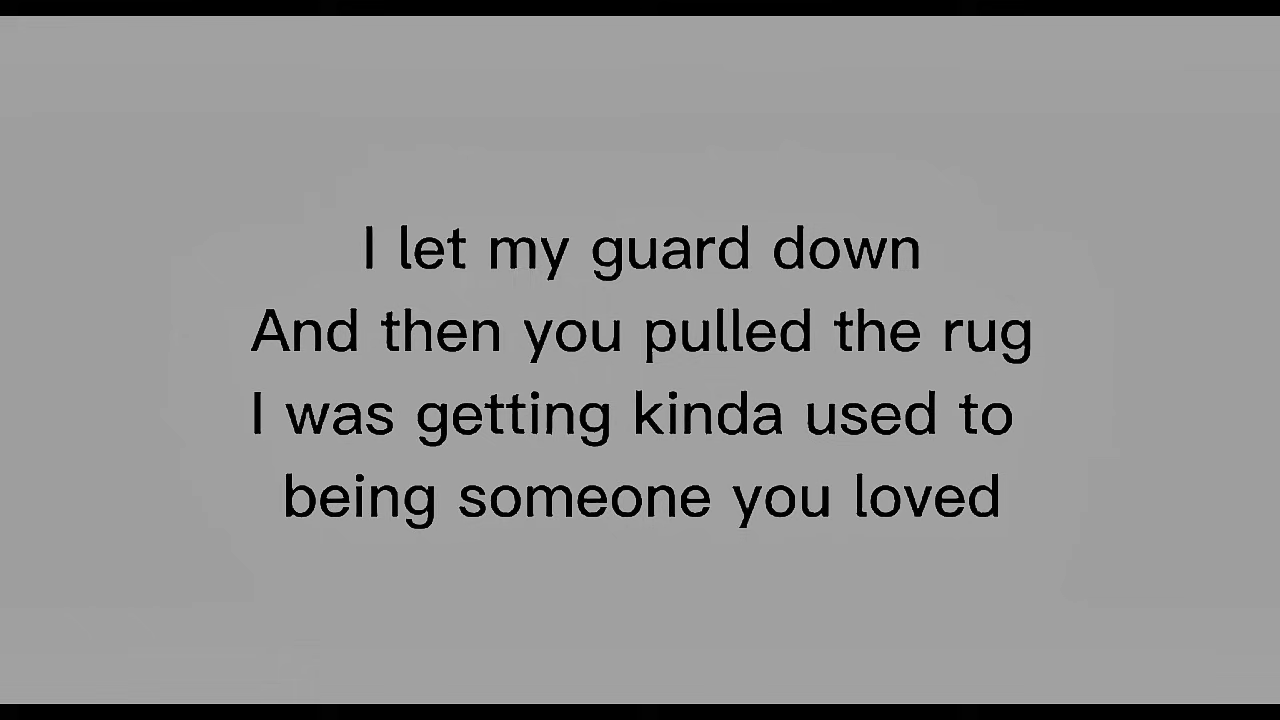 I let my guard down
And then you pulled the rug
I was getting kinda used to
being someone you loved